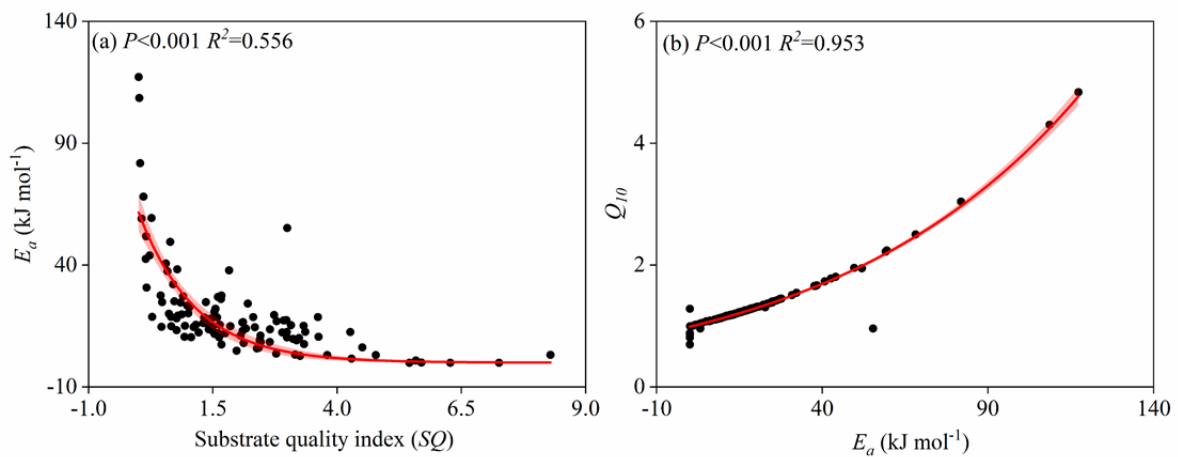 (a) P<0.001 R²=0.556
140
90
40
-10
Eₐ (kJ mol⁻¹)
-1.0 1.5 4.0 6.5 9.0
Substrate quality index (SQ)
(b) P<0.001 R²=0.953
6
4
2
0
Q₁₀
-10 40 90 140
Eₐ (kJ mol⁻¹)